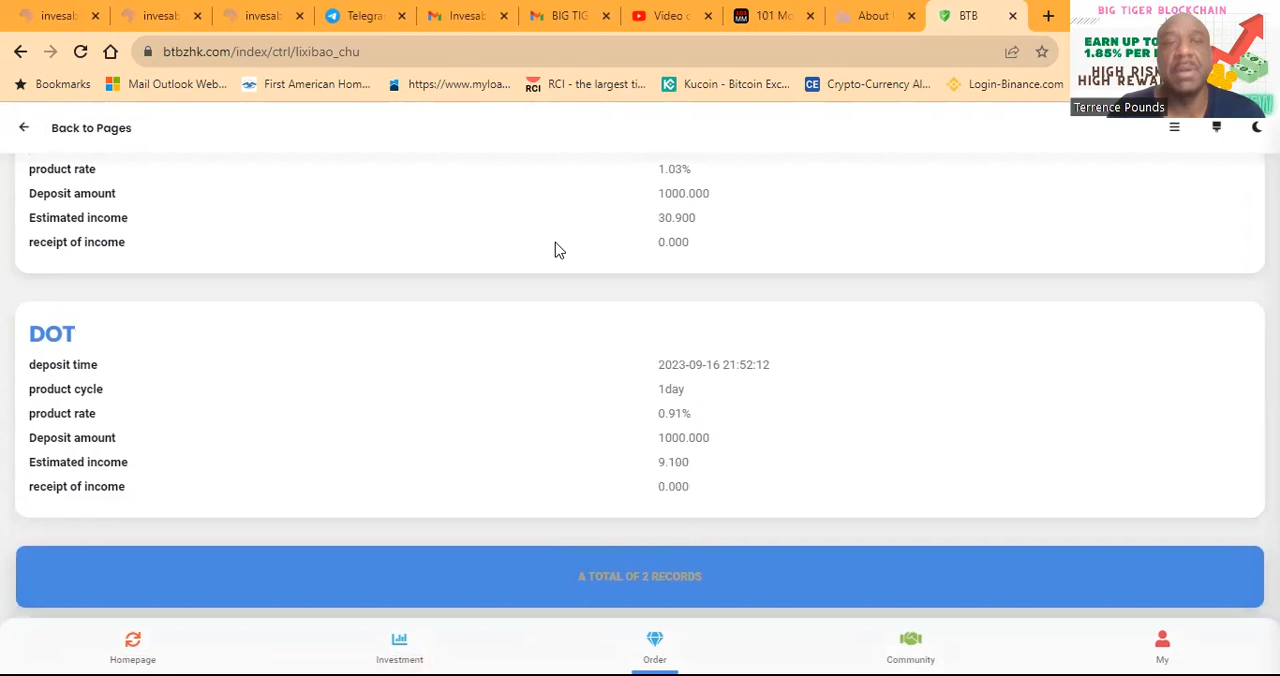 invesal
invesal
invesal
Telegra
Invesab
BIG TIG
Video c
101 Mo
About
BTB
btbzhk.com/index/ctrl/lixibao_chu
Bookmarks
Mail Outlook Web...
First American Hom...
https://www.myloa...
RCI - the largest ti...
Kucoin - Bitcoin Exc...
Crypto-Currency Al...
Login-Binance.com
BIG TIGER BLOCKCHAIN
EARN UP TO
1.85% PER
HIGH RISK
HIGH REWA
Terrence Pounds
Back to Pages
product rate 1.03%
Deposit amount 1000.000
Estimated income 30.900
receipt of income 0.000
DOT
deposit time 2023-09-16 21:52:12
product cycle 1day
product rate 0.91%
Deposit amount 1000.000
Estimated income 9.100
receipt of income 0.000
A TOTAL OF 2 RECORDS
Homepage
Investment
Order
Community
My